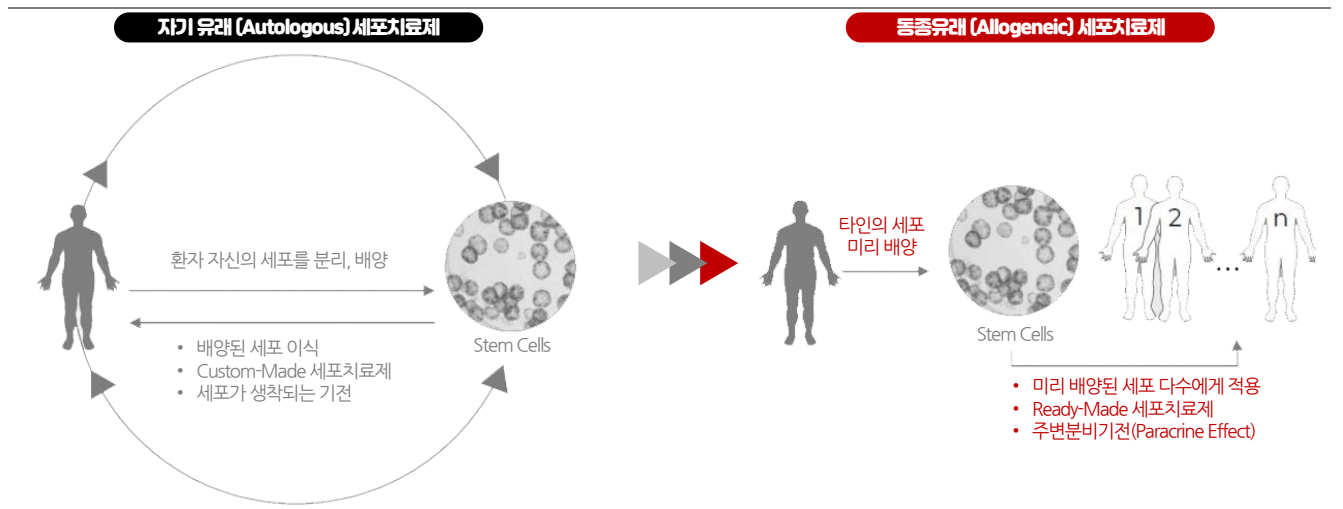 자기 유래 (Autologous) 세포치료제
환자 자신의 세포를 분리, 배양
• 배양된 세포 이식
• Custom-Made 세포치료제
• 세포가 생착되는 기전
Stem Cells
동종유래 (Allogeneic) 세포치료제
타인의 세포
미리 배양
Stem Cells
1 2 ... n
• 미리 배양된 세포 다수에게 적용
• Ready-Made 세포치료제
• 주변분비기전(Paracrine Effect)